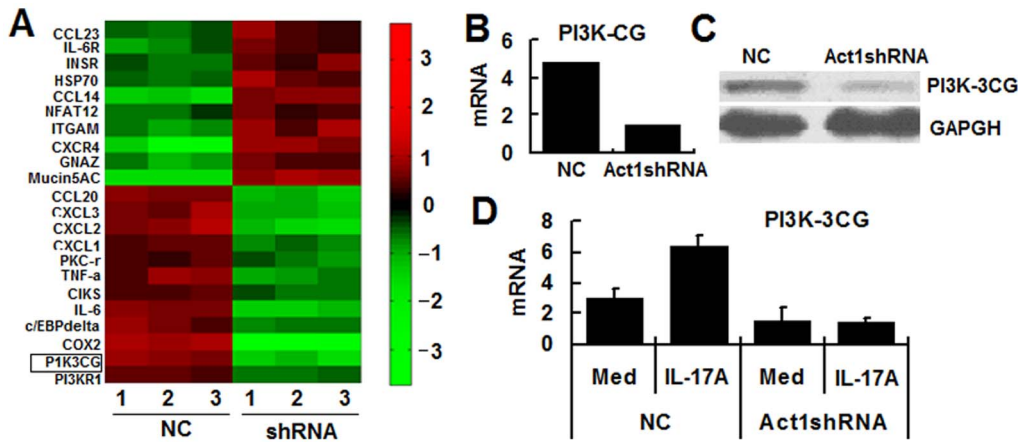 A
CCL23
IL-6R
INSR
HSP70
CCL14
NFAT12
ITGAM
CXCR4
GNAZ
Mucin5AC
CCL20
CXCL3
CXCL2
CXCL1
PKC-r
TNF-a
CIKS
IL-6
c/EBPdelta
COX2
P1K3CG
PI3KR1
1 2 3 1 2 3
NC shRNA
3
2
1
0
−1
−2
−3
B
PI3K-CG
mRNA
6
4
2
0
NC Act1shRNA
C
NC Act1shRNA
PI3K-3CG
GAPGH
D
PI3K-3CG
mRNA
8
6
4
2
0
Med IL-17A Med IL-17A
NC Act1shRNA